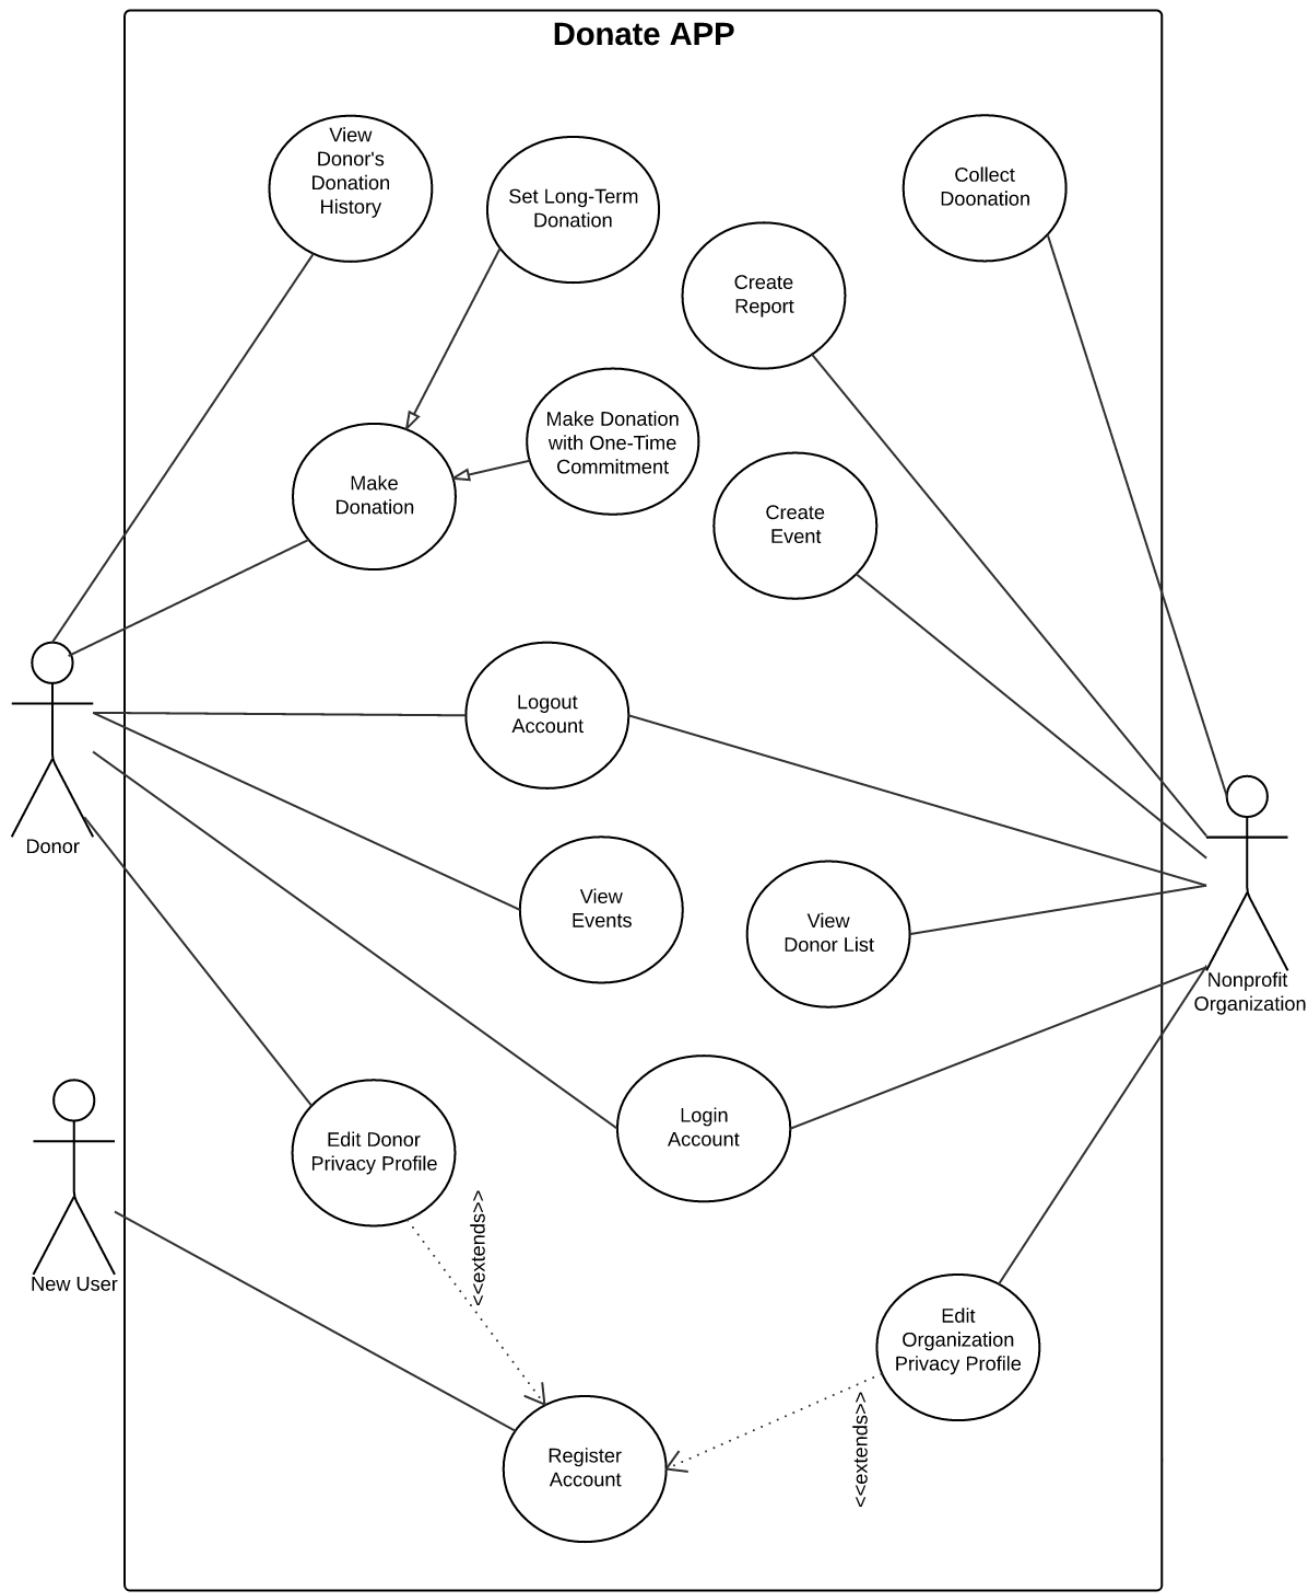 Donate APP
View
Donor's
Donation
History
Set Long-Term
Donation
Collect
Doonation
Create
Report
Make Donation
with One-Time
Commitment
Make
Donation
Create
Event
Logout
Account
Donor
View
Events
View
Donor List
Nonprofit
Organization
Login
Account
Edit Donor
Privacy Profile
<<extends>>
New User
Edit
Organization
Privacy Profile
<<extends>>
Register
Account